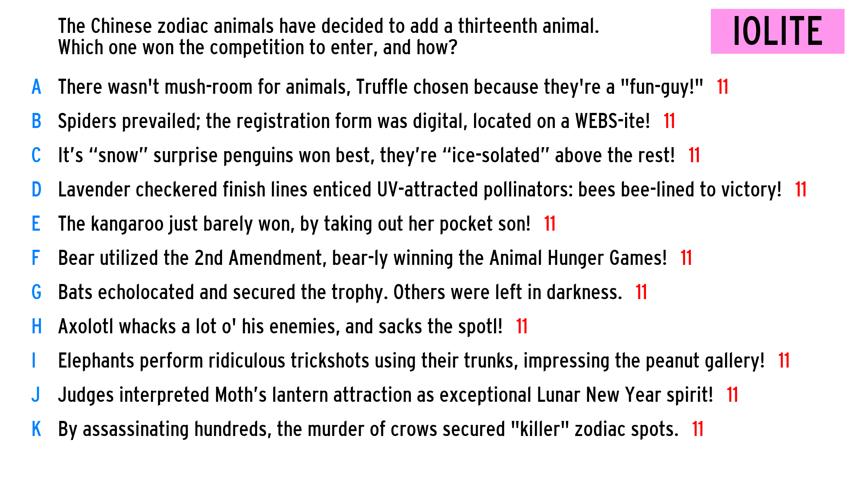 The Chinese zodiac animals have decided to add a thirteenth animal.
Which one won the competition to enter, and how?
IOLITE
A There wasn't mush-room for animals, Truffle chosen because they're a "fun-guy!" 11
B Spiders prevailed; the registration form was digital, located on a WEBS-ite! 11
C It’s “snow” surprise penguins won best, they’re “ice-solated” above the rest! 11
D Lavender checkered finish lines enticed UV-attracted pollinators: bees bee-lined to victory! 11
E The kangaroo just barely won, by taking out her pocket son! 11
F Bear utilized the 2nd Amendment, bear-ly winning the Animal Hunger Games! 11
G Bats echolocated and secured the trophy. Others were left in darkness. 11
H Axolotl whacks a lot o' his enemies, and sacks the spotl! 11
I Elephants perform ridiculous trickshots using their trunks, impressing the peanut gallery! 11
J Judges interpreted Moth’s lantern attraction as exceptional Lunar New Year spirit! 11
K By assassinating hundreds, the murder of crows secured "killer" zodiac spots. 11